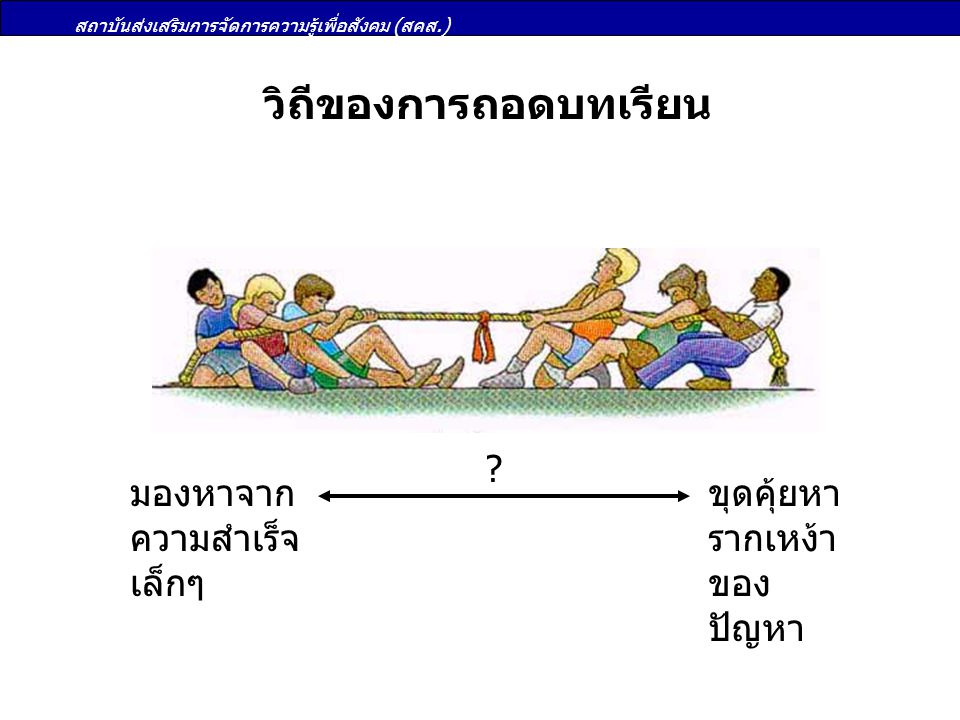 สถาบันส่งเสริมการจัดการความรู้เพื่อสังคม (สคส.)
วิถีของการถอดบทเรียน
?
มองหาจาก
ความสำเร็จ
เล็กๆ
ขุดคุ้ยหา
รากเหง้า
ของ
ปัญหา